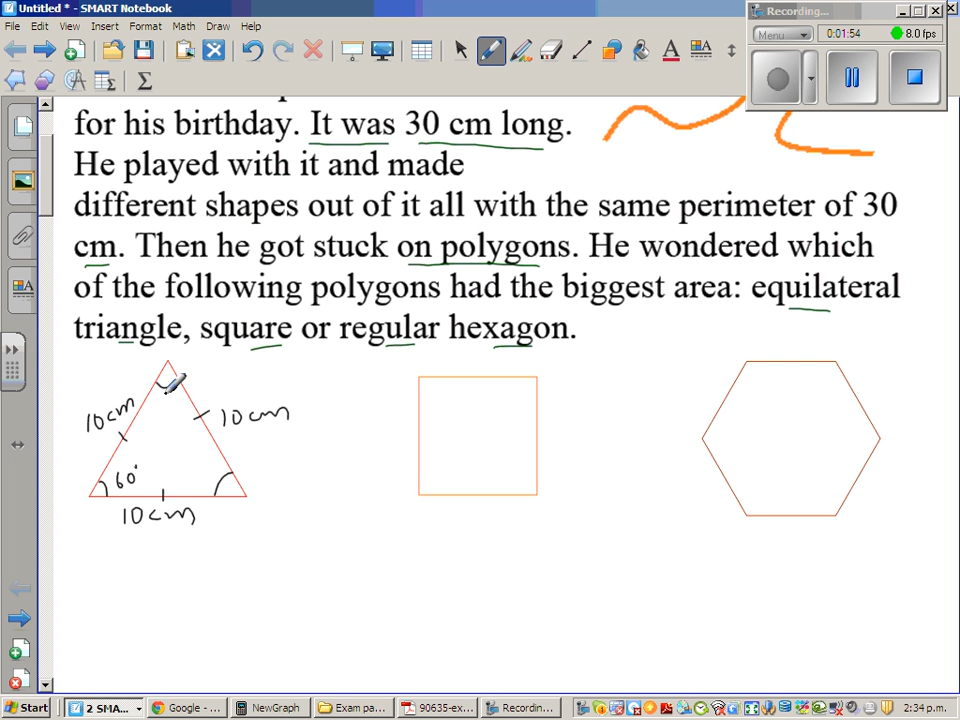 Untitled * - SMART Notebook
Recording...
File Edit View Insert Format Math Draw Help
Menu
0:01:54
8.0 fps
for his birthday. It was 30 cm long.
He played with it and made
different shapes out of it all with the same perimeter of 30
cm. Then he got stuck on polygons. He wondered which
of the following polygons had the biggest area: equilateral
triangle, square or regular hexagon.
10cm
10cm
60°
10cm
Start
2 SMA...
Google - ...
NewGraph
Exam pa...
90635-ex...
Recordin...
2:34 p.m.